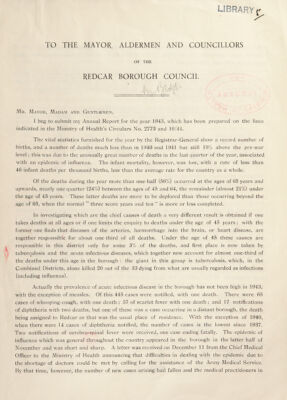 LIBRARY
TO THE MAYOR, ALDERMEN AND COUNCILLORS
OF THE
REDCAR BOROUGH COUNCIL.
MR. MAYOR, MADAM AND GENTLEMEN,
I beg to submit my Annual Report for the year 1943, which has been prepared on the lines
indicated in the Ministry of Health's Circulars No. 2773 and 10/44.
The vital statistics furnished for the year by the Registrar-General show a record number of
births, and a number of deaths much less than in 1940 and 1941 but still 19% above the pre-war
level; this was due to the unusually great number of deaths in the last quarter of the year, associated
with an epidemic of influenza. The infant mortality, however, was low, with a rate of less than
46 infant deaths per thousand births, less than the average rate for the country as a whole.
Of the deaths during the year more than one half (%) occurred at the age of 65 years and
upwards, nearly one quarter (24%) between the ages of 45 and 64, the remainder (almost 21%) under
the age of 45 years. These latter deaths are more to be deplored than those occurring beyond the
age of 65, when the normal " three score years and ten " is more or less completed.
In investigating which are the chief causes of death a very different result is obtained if one
takes deaths at all ages or if one limits the enquiry to deaths under the age of 45 years; with the
former one finds that diseases of the arteries, haemorrhage into the brain, or heart disease, are
together responsible for about one third of all deaths. Under the age of 45 these causes are
responsible in this district only for some % of the deaths, and first place is now taken by
tuberculosis and the acute infectious diseases, which together now account for almost one-third of
the deaths under this age in the borough: the giant in this group is tuberculosis, which, in the
Combined Districts, alone killed 20 out of the 33 dying from what are usually regarded as infections
(including influenza).
Actually the prevalence of acute infectious disease in the borough has not been high in 1943,
with the exception of measles. Of this 445 cases were notified, with one death. There were 66
cases of whooping cough, with one death; 57 of scarlet fever with one death; and 17 notifications
of diphtheria with two deaths, but one of these was a case occurring in a distant borough, the death
being assigned to Redcar as that was the usual place of residence. With the exception of 1940,
when there were 14 cases of diphtheria notified, the number of cases is the lowest since 1937.
Two notifications of cerebro-spinal fever were received, one case ending fatally. The epidemic of
influenza which was general throughout the country appeared in the borough in the latter half of
November and was short and sharp. A letter was received on December 11 from the Chief Medical
Officer to the Ministry of Health announcing that difficulties in dealing with the epidemic due to
the shortage of doctors could be met by calling for the assistance of the Army Medical Service.
By that time, however, the number of new cases arising had fallen and the medical practitioners in